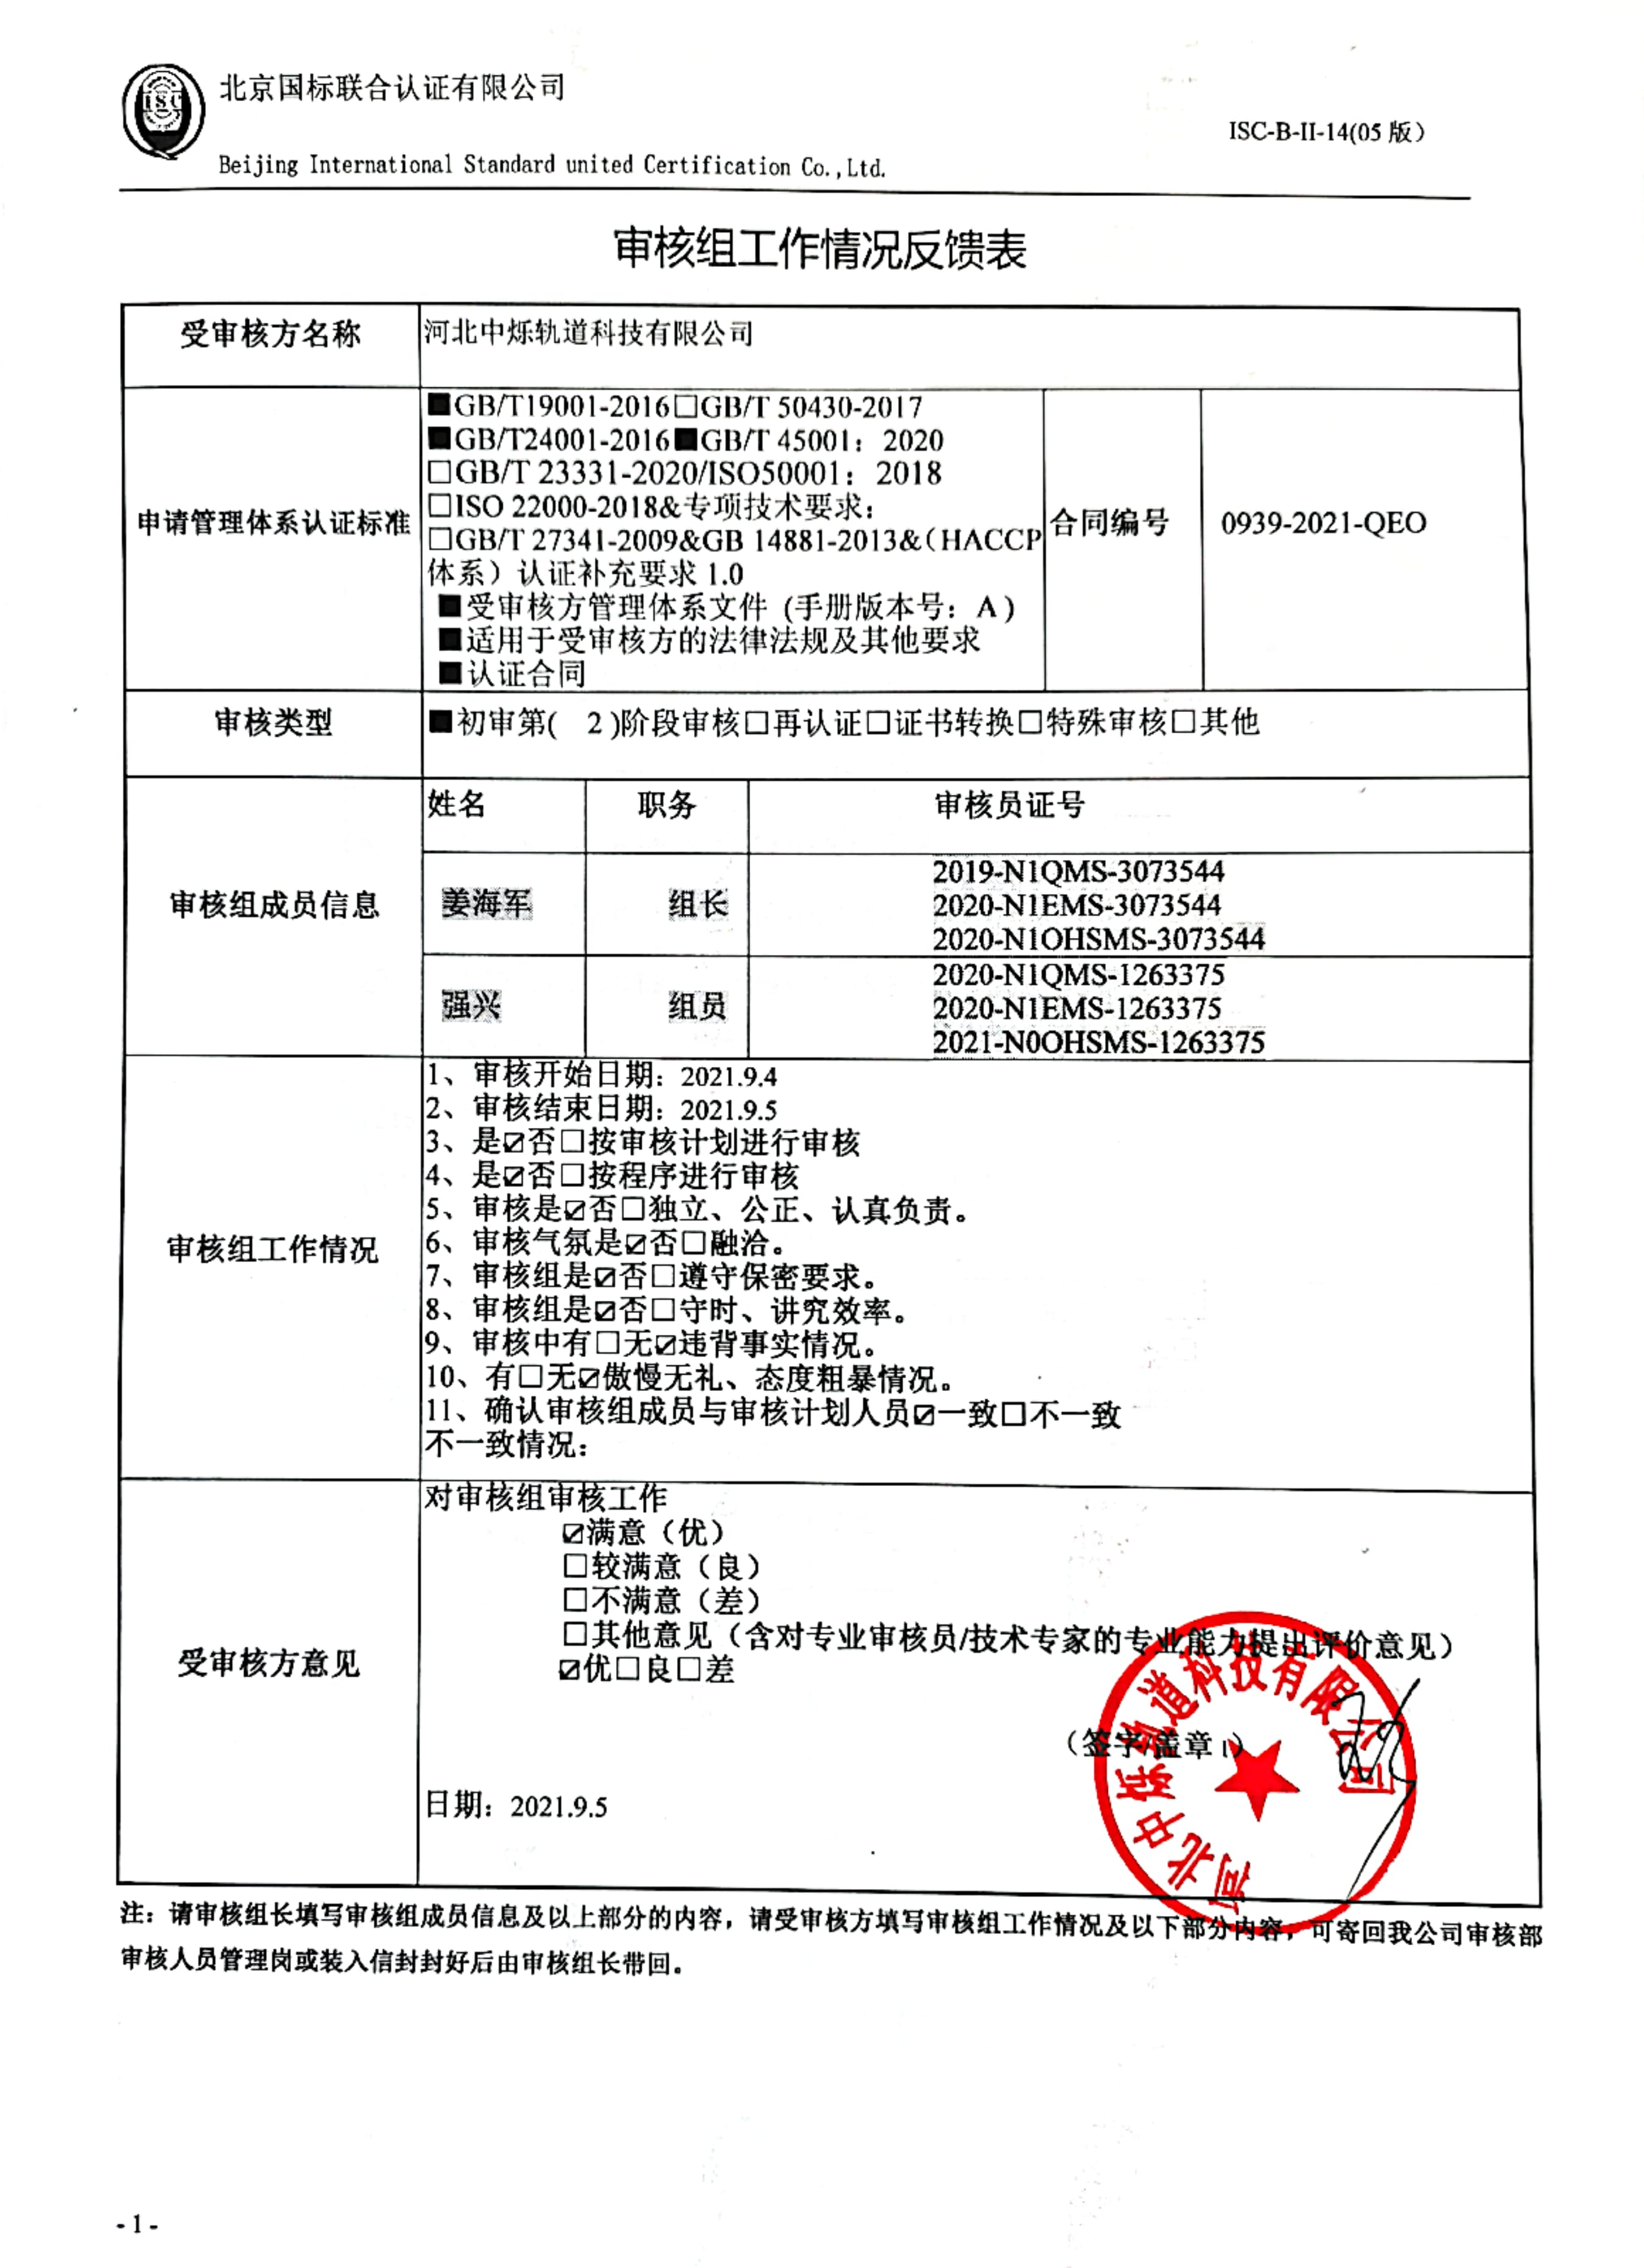 ISC
北京国标联合认证有限公司
ISC-B-II-14(05 版)
Beijing International Standard united Certification Co.,Ltd.
审核组工作情况反馈表
受审核方名称
河北中烁轨道科技有限公司
申请管理体系认证标准
■GB/T19001-2016□GB/T 50430-2017
■GB/T24001-2016■GB/T 45001：2020
□GB/T 23331-2020/ISO50001：2018
□ISO 22000-2018&专项技术要求：
□GB/T 27341-2009&GB 14881-2013&（HACCP
体系）认证补充要求 1.0
■受审核方管理体系文件 (手册版本号：A )
■适用于受审核方的法律法规及其他要求
■认证合同
合同编号
0939-2021-QEO
审核类型
■初审第( 2 )阶段审核□再认证□证书转换□特殊审核□其他
审核组成员信息
姓名 职务 审核员证号
姜海军 组长
2019-N1QMS-3073544
2020-N1EMS-3073544
2020-N1OHSMS-3073544
强兴 组员
2020-N1QMS-1263375
2020-N1EMS-1263375
2021-N0OHSMS-1263375
审核组工作情况
1、审核开始日期：2021.9.4
2、审核结束日期：2021.9.5
3、是☑否□按审核计划进行审核
4、是☑否□按程序进行审核
5、审核是☑否□独立、公正、认真负责。
6、审核气氛是☑否□融洽。
7、审核组是☑否□遵守保密要求。
8、审核组是☑否□守时、讲究效率。
9、审核中有□无☑违背事实情况。
10、有□无☑傲慢无礼、态度粗暴情况。
11、确认审核组成员与审核计划人员☑一致□不一致
不一致情况：
受审核方意见
对审核组审核工作
☑满意（优）
□较满意（良）
□不满意（差）
□其他意见（含对专业审核员/技术专家的专业能力提出评价意见）
☑优□良□差
（签字/盖章）
河北中烁轨道科技有限公司
日期：2021.9.5
注：请审核组长填写审核组成员信息及以上部分的内容，请受审核方填写审核组工作情况及以下部分内容，可寄回我公司审核部
审核人员管理岗或装入信封封好后由审核组长带回。
- 1 -